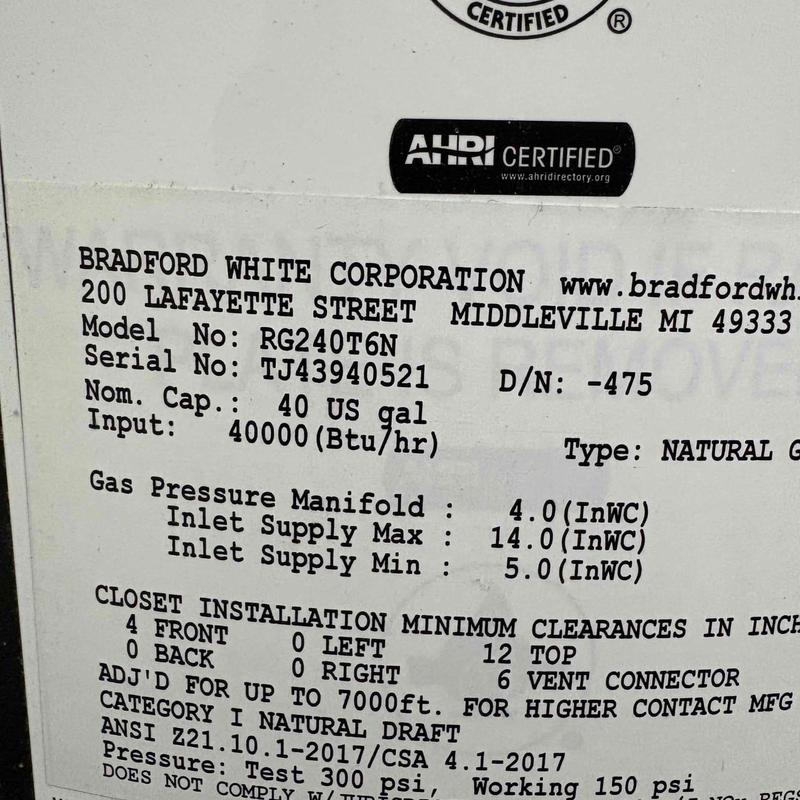 CERTIFIED ®
AHRI CERTIFIED®
www.ahridirectory.org
BRADFORD WHITE CORPORATION www.bradfordwh
200 LAFAYETTE STREET MIDDLEVILLE MI 49333
Model No: RG240T6N
Serial No: TJ43940521 D/N: -475
Nom. Cap.: 40 US gal
Input: 40000(Btu/hr) Type: NATURAL G
Gas Pressure Manifold : 4.0(InWC)
Inlet Supply Max : 14.0(InWC)
Inlet Supply Min : 5.0(InWC)
CLOSET INSTALLATION MINIMUM CLEARANCES IN INCH
4 FRONT 0 LEFT 12 TOP
0 BACK 0 RIGHT 6 VENT CONNECTOR
ADJ'D FOR UP TO 7000ft. FOR HIGHER CONTACT MFG
CATEGORY I NATURAL DRAFT
ANSI Z21.10.1-2017/CSA 4.1-2017
Pressure: Test 300 psi, Working 150 psi
DOES NOT COMPLY W/